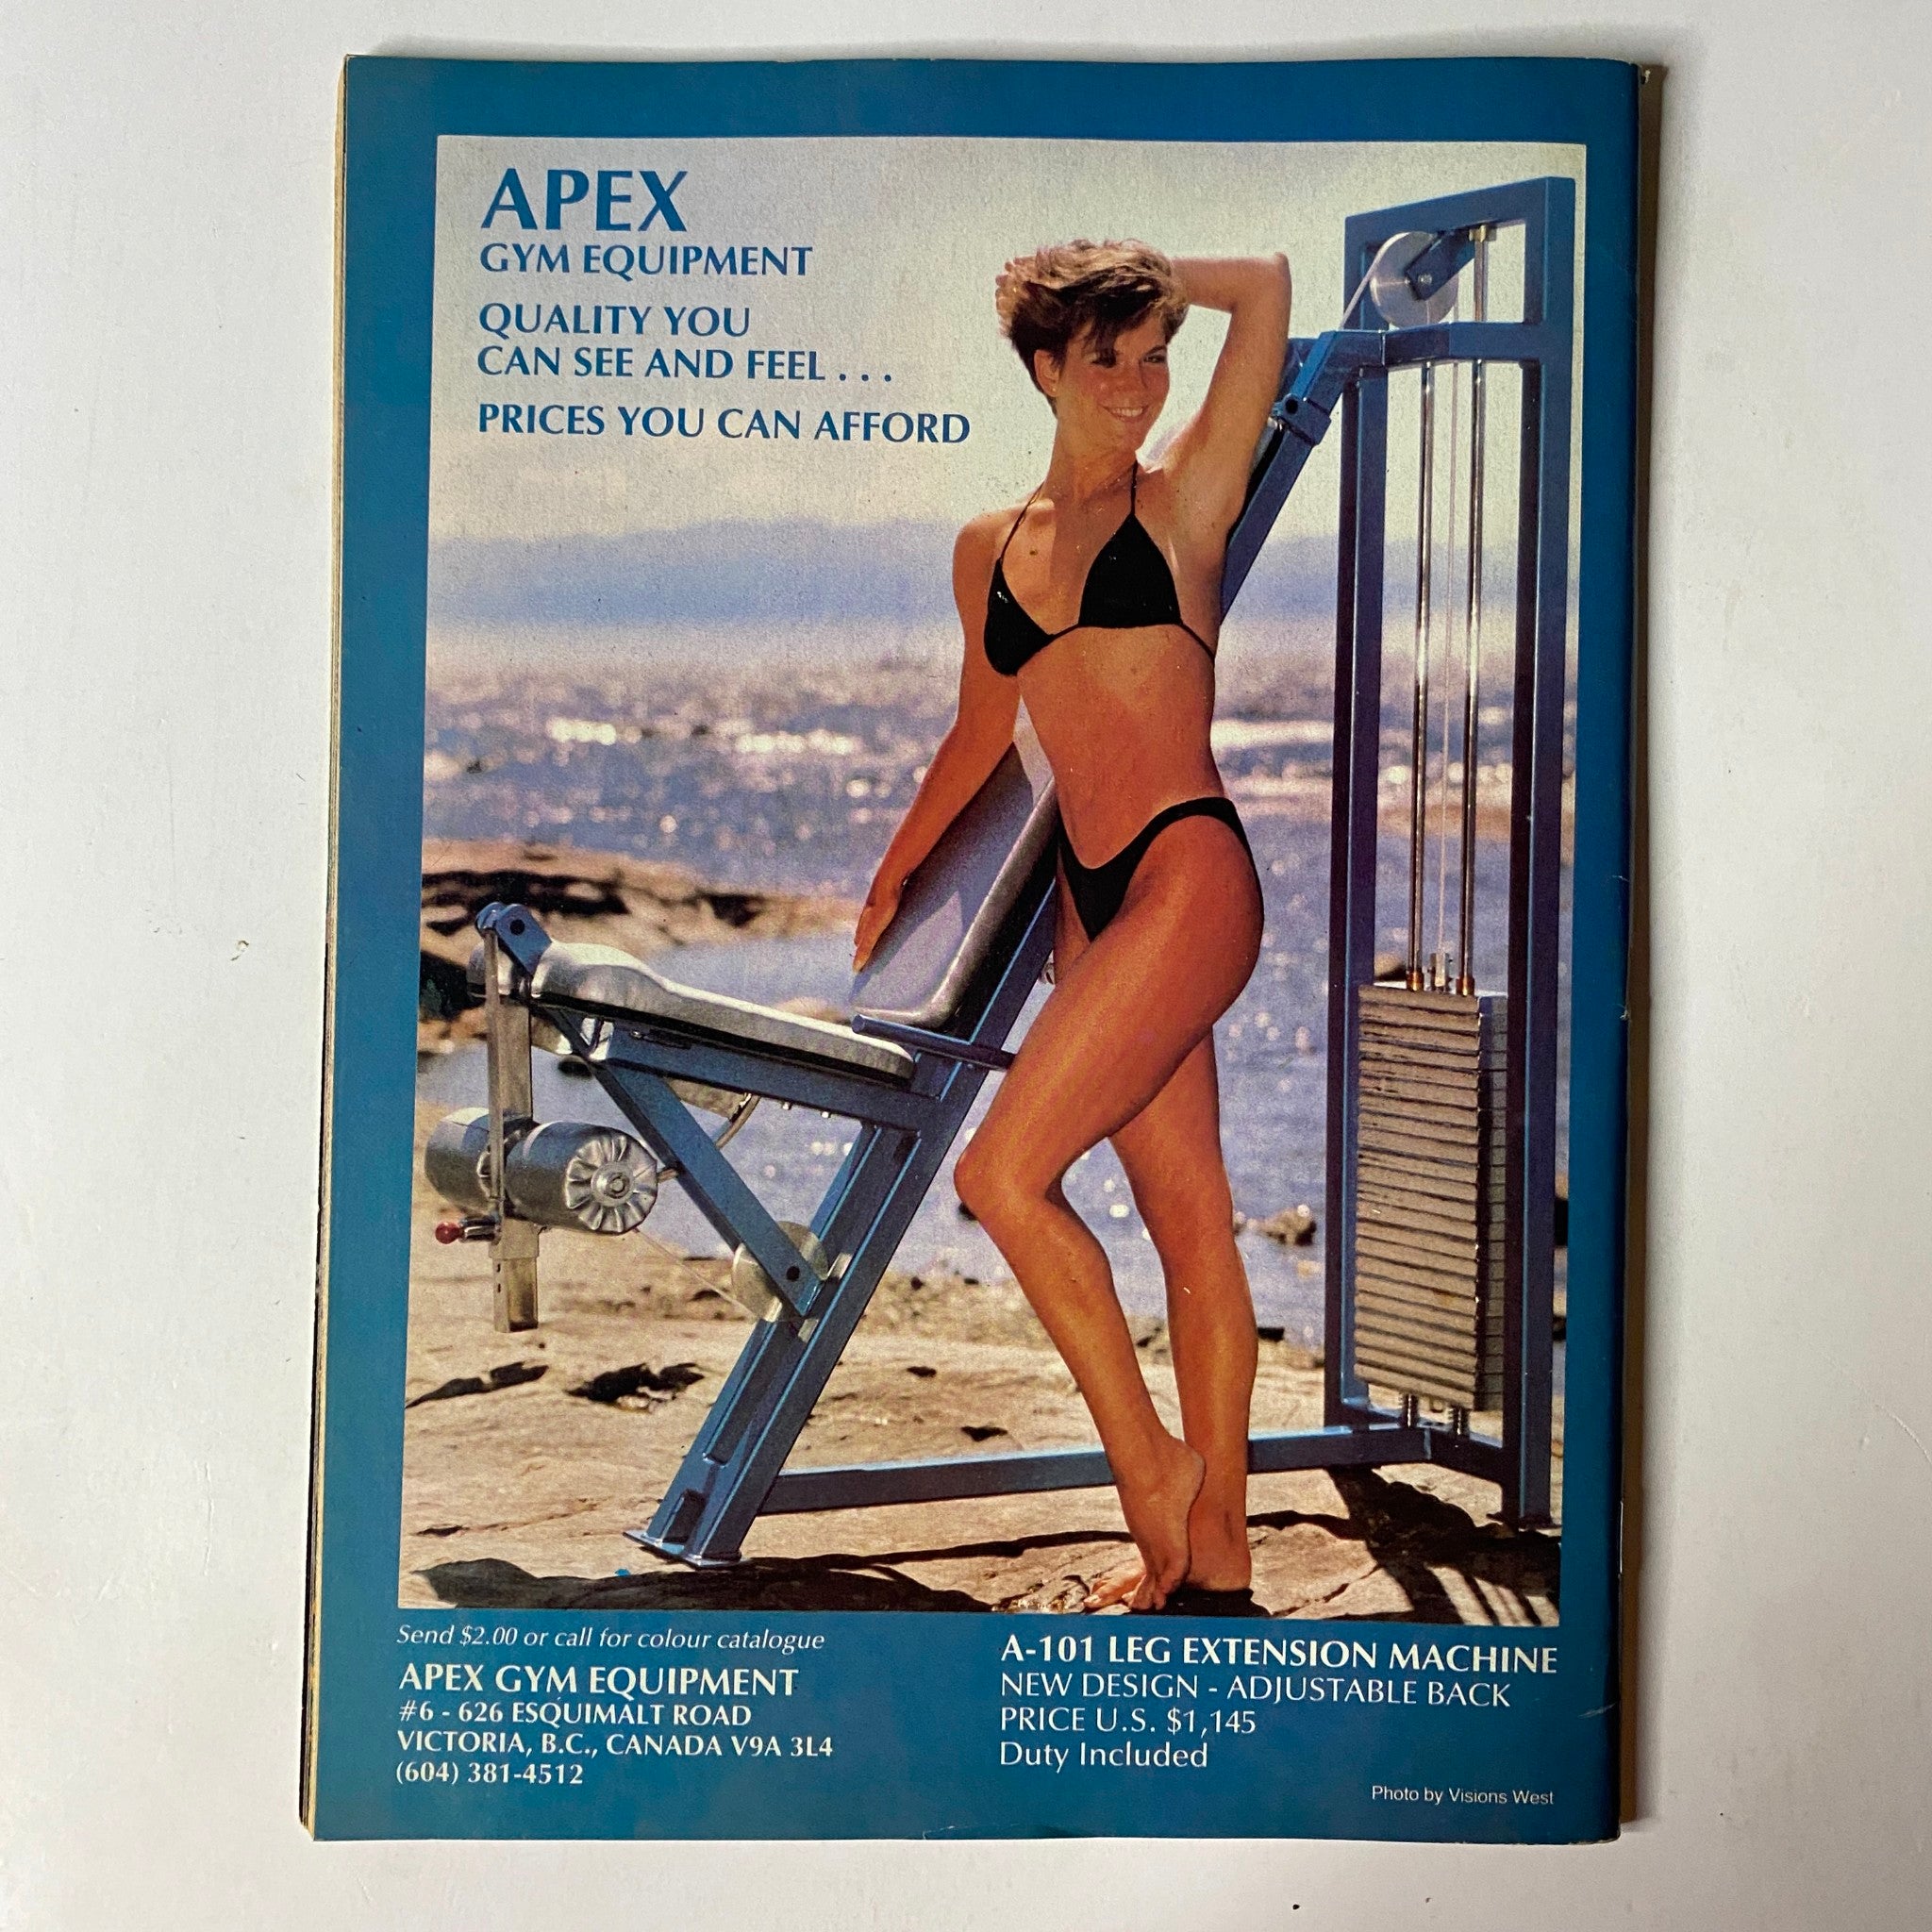 APEX
GYM EQUIPMENT
QUALITY YOU
CAN SEE AND FEEL . . .
PRICES YOU CAN AFFORD
Send $2.00 or call for colour catalogue
APEX GYM EQUIPMENT
#6 - 626 ESQUIMALT ROAD
VICTORIA, B.C., CANADA V9A 3L4
(604) 381-4512
A-101 LEG EXTENSION MACHINE
NEW DESIGN - ADJUSTABLE BACK
PRICE U.S. $1,145
Duty Included
Photo by Visions West